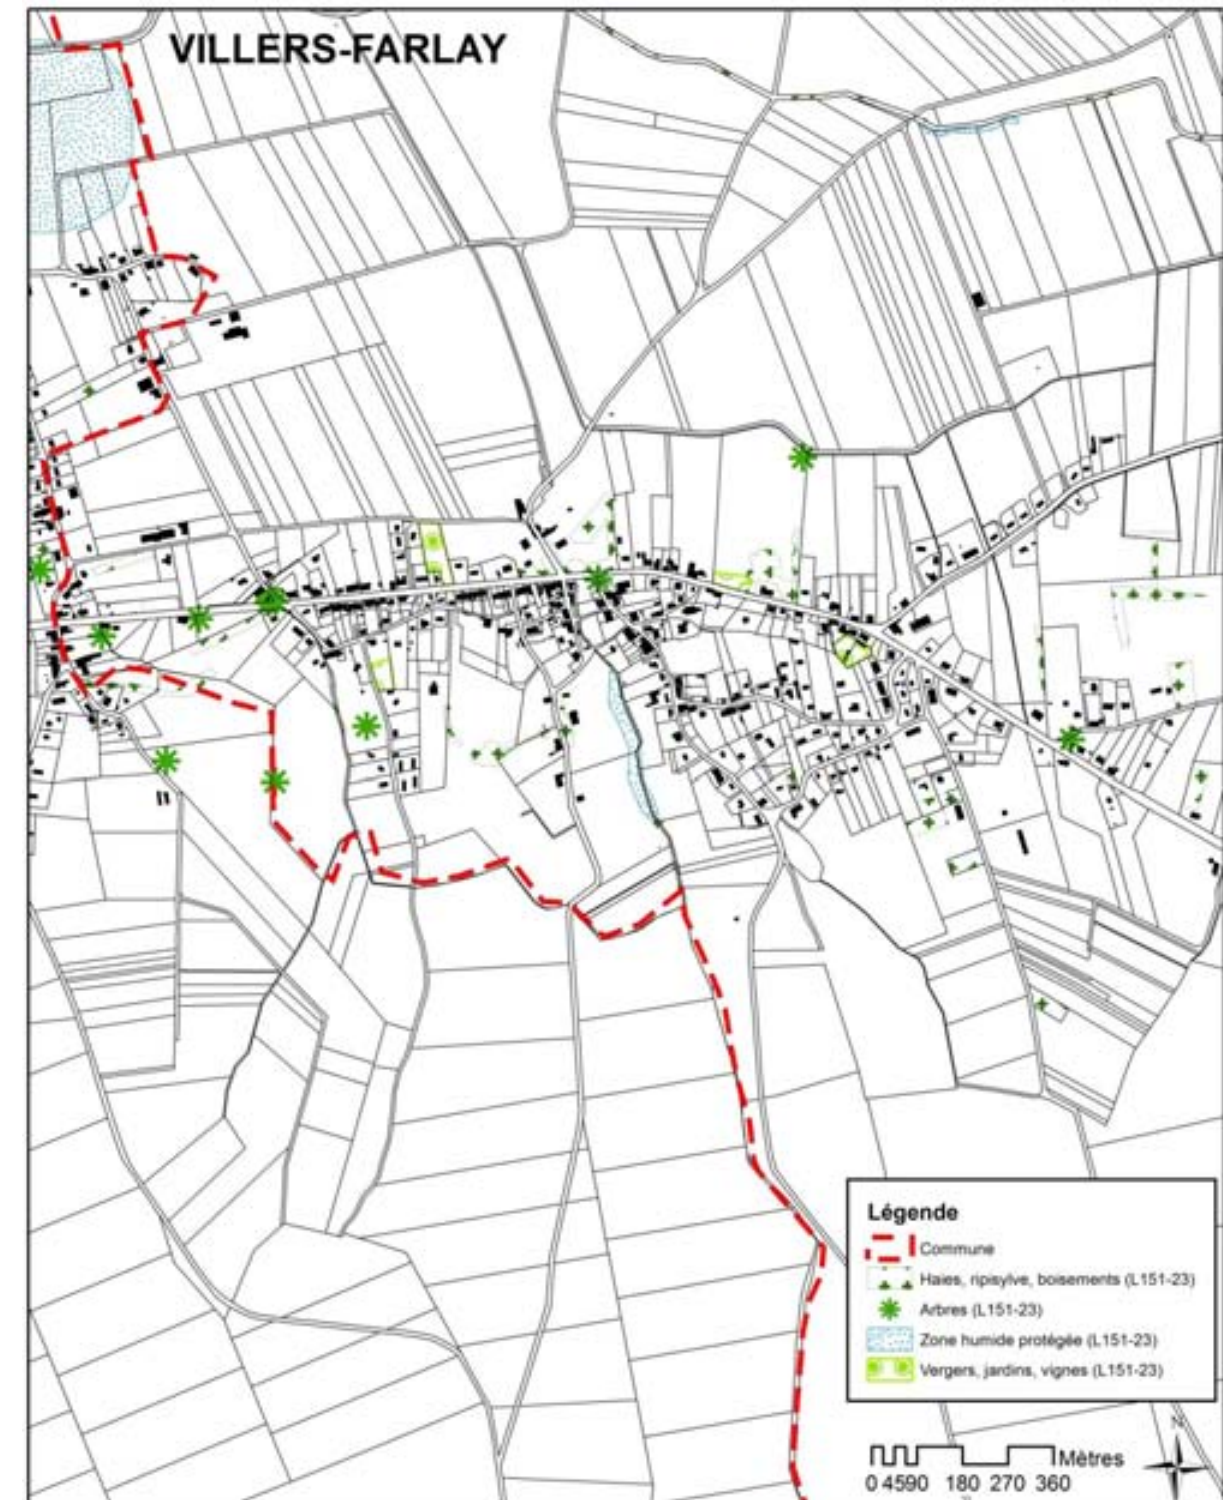 VILLERS-FARLAY
Légende
Commune
Haies, ripisylve, boisements (L151-23)
Arbres (L151-23)
Zone humide protégée (L151-23)
Vergers, jardins, vignes (L151-23)
N
Mètres
0 4590 180 270 360